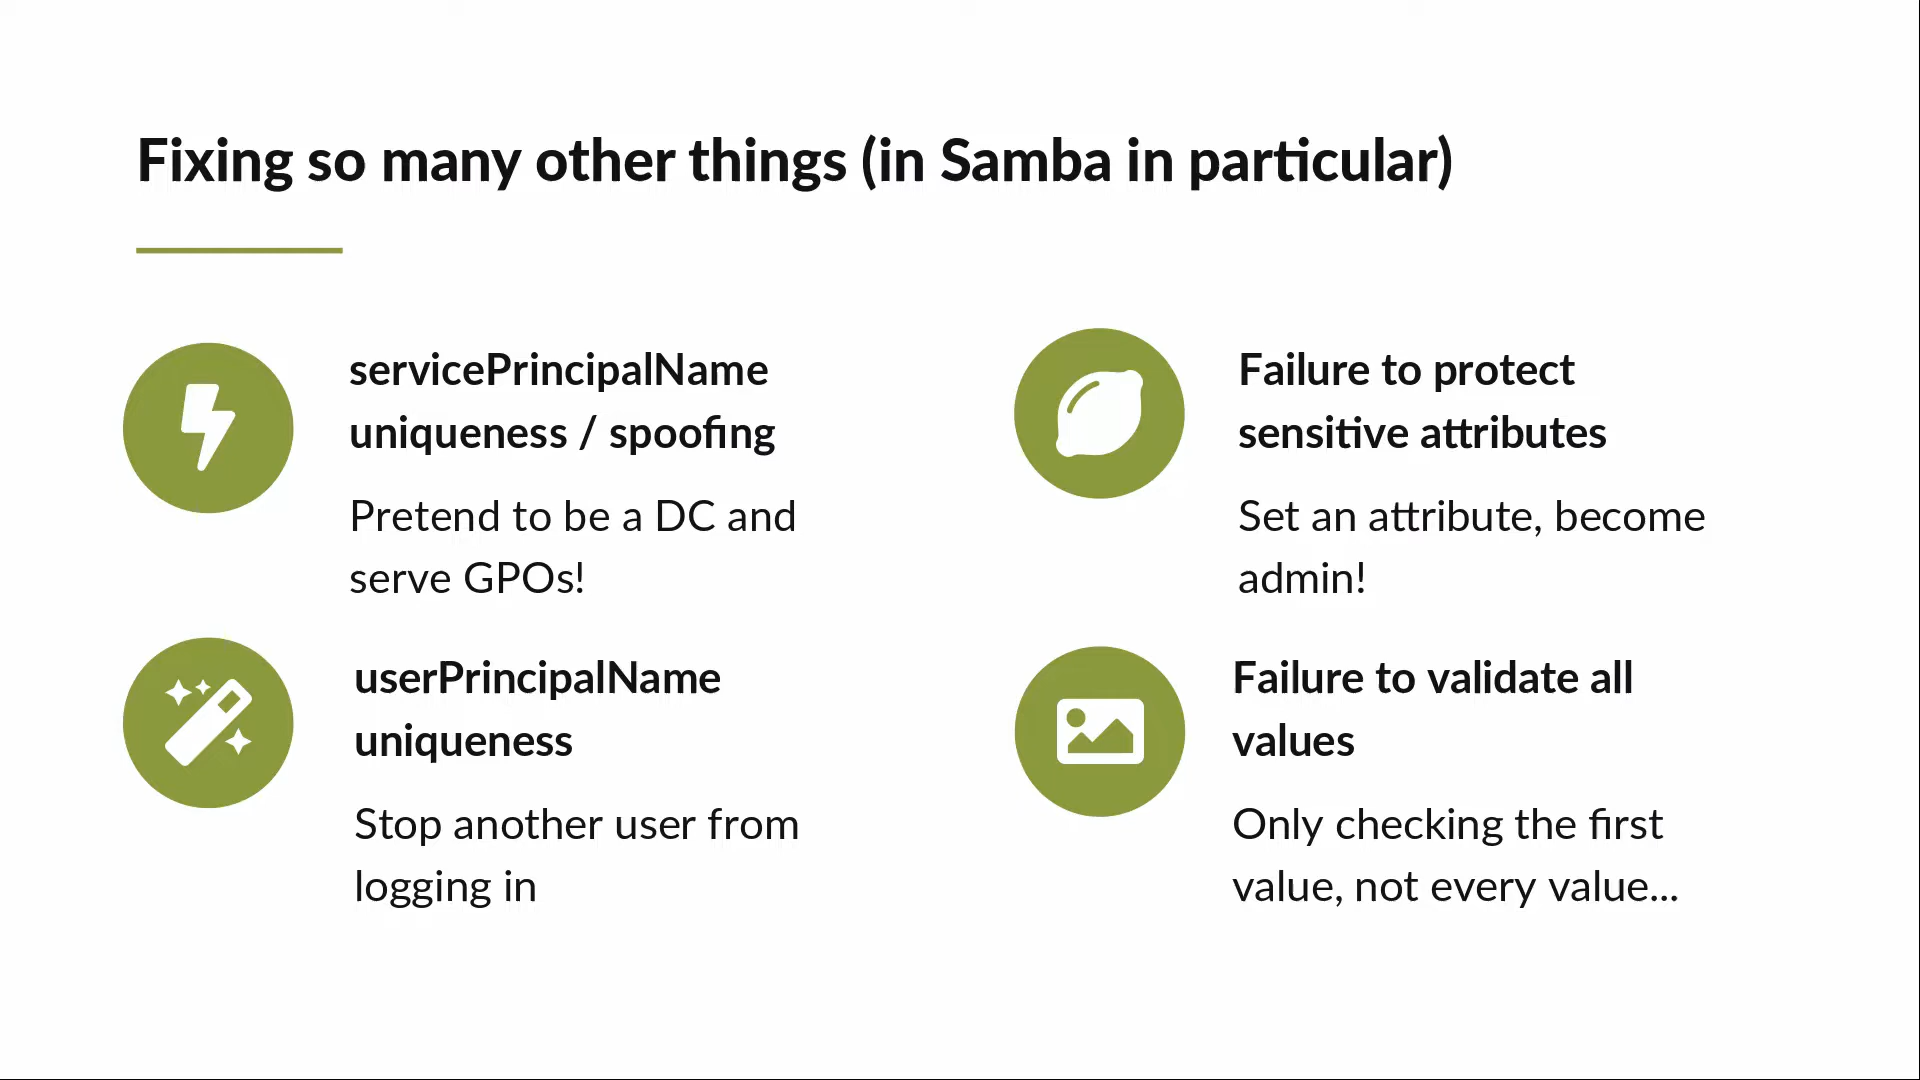 Fixing so many other things (in Samba in particular)
servicePrincipalName
uniqueness / spoofing
Pretend to be a DC and
serve GPOs!
userPrincipalName
uniqueness
Stop another user from
logging in
Failure to protect
sensitive attributes
Set an attribute, become
admin!
Failure to validate all
values
Only checking the first
value, not every value...